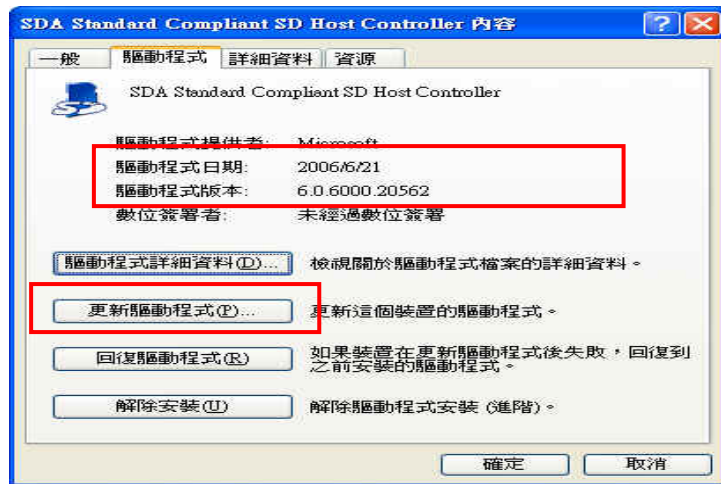 SDA Standard Compliant SD Host Controller 內容
一般 驅動程式 詳細資料 資源
SDA Standard Compliant SD Host Controller
驅動程式提供者: Microsoft
驅動程式日期: 2006/6/21
驅動程式版本: 6.0.6000.20562
數位簽署者: 未經過數位簽署
驅動程式詳細資料(D)... 檢視關於驅動程式檔案的詳細資料。
更新驅動程式(P)... 更新這個裝置的驅動程式。
回復驅動程式(R) 如果裝置在更新驅動程式後失敗，回復到
之前安裝的驅動程式。
解除安裝(U) 解除驅動程式安裝 (進階)。
確定 取消